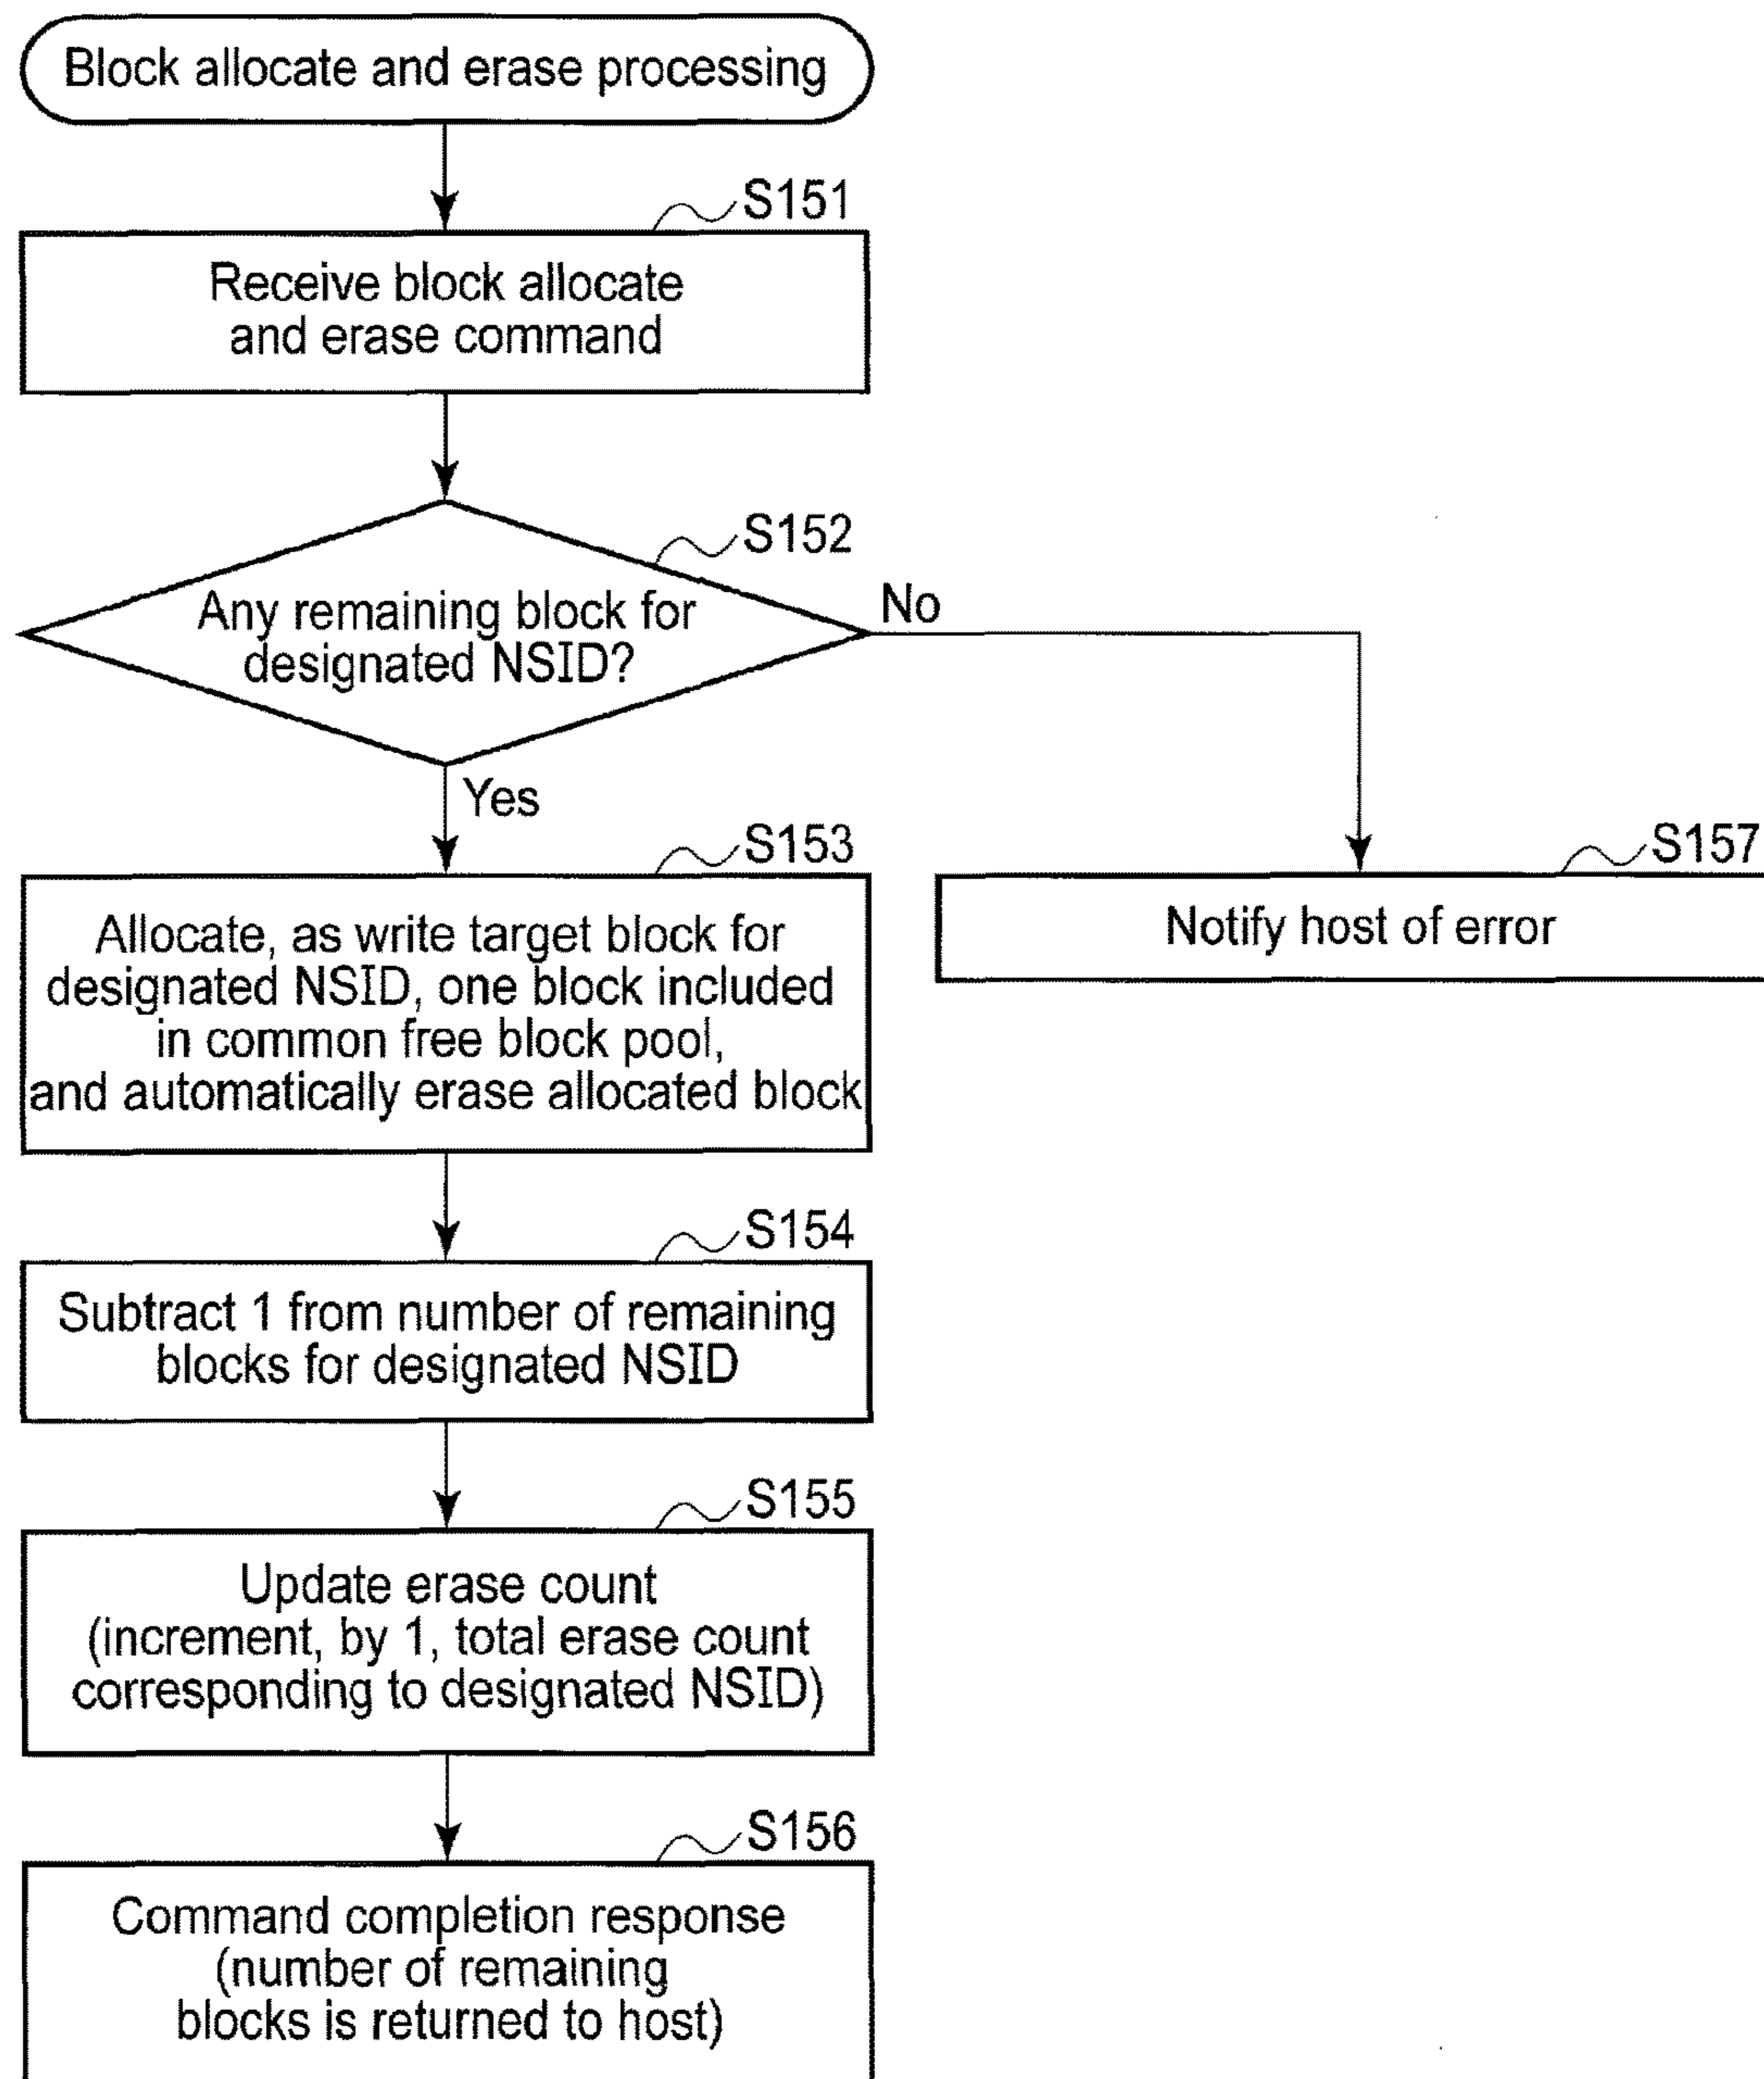 Block allocate and erase processing
S151
Receive block allocate
and erase command
S152
Any remaining block for
designated NSID?
No
Yes
S153
Allocate, as write target block for
designated NSID, one block included
in common free block pool,
and automatically erase allocated block
S157
Notify host of error
S154
Subtract 1 from number of remaining
blocks for designated NSID
S155
Update erase count
(increment, by 1, total erase count
corresponding to designated NSID)
S156
Command completion response
(number of remaining
blocks is returned to host)